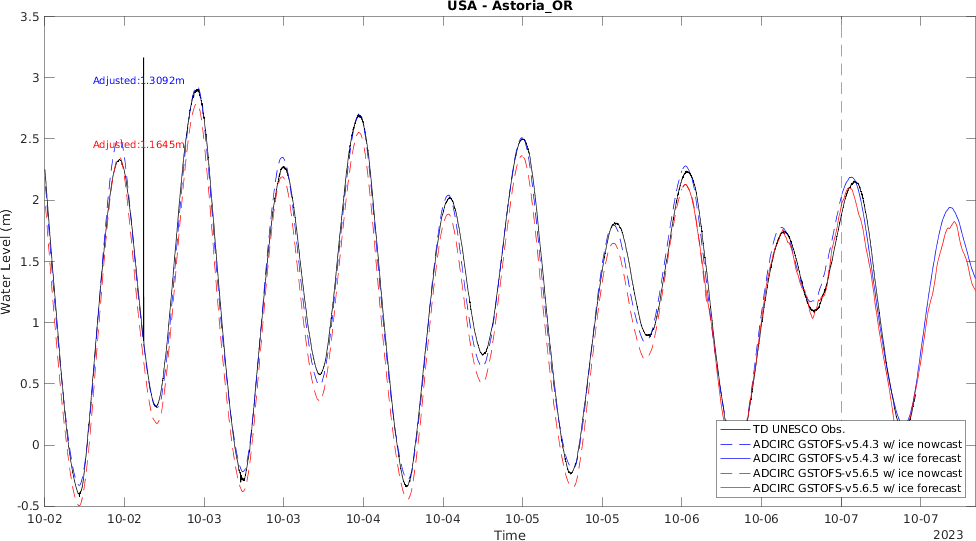 USA - Astoria_OR
3.5
3
2.5
2
1.5
1
0.5
0
-0.5
Water Level (m)
Adjusted:1.3092m
Adjusted:1.1645m
TD UNESCO Obs.
ADCIRC GSTOFS-v5.4.3 w/ ice nowcast
ADCIRC GSTOFS-v5.4.3 w/ ice forecast
ADCIRC GSTOFS-v5.6.5 w/ ice nowcast
ADCIRC GSTOFS-v5.6.5 w/ ice forecast
10-02 10-02 10-03 10-03 10-04 10-04 10-05 10-05 10-06 10-06 10-07 10-07
Time
2023